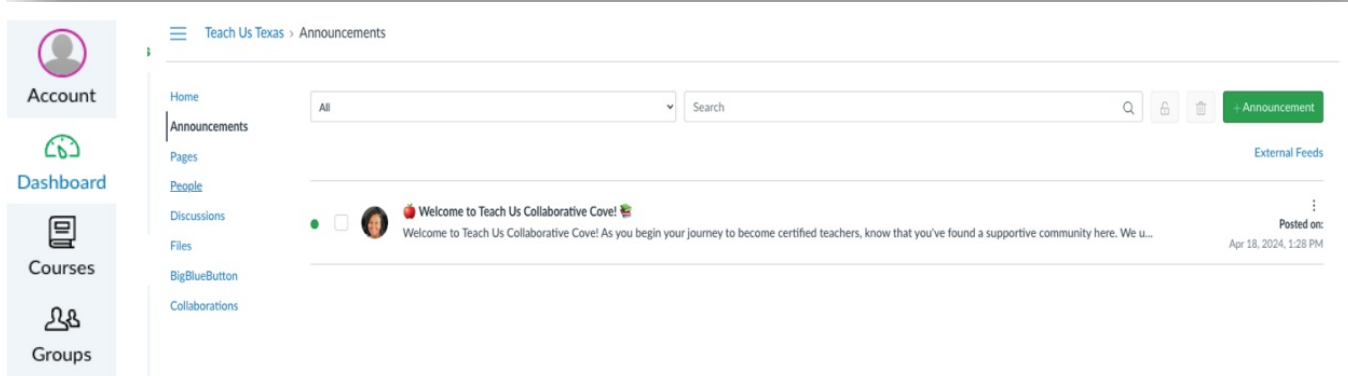 Account
Dashboard
Courses
Groups
Teach Us Texas › Announcements
Home
Announcements
Pages
People
Discussions
Files
BigBlueButton
Collaborations
All
Search
+Announcement
External Feeds
🍎 Welcome to Teach Us Collaborative Cove! 📚
Welcome to Teach Us Collaborative Cove! As you begin your journey to become certified teachers, know that you've found a supportive community here. We u...
Posted on:
Apr 18, 2024, 1:28 PM